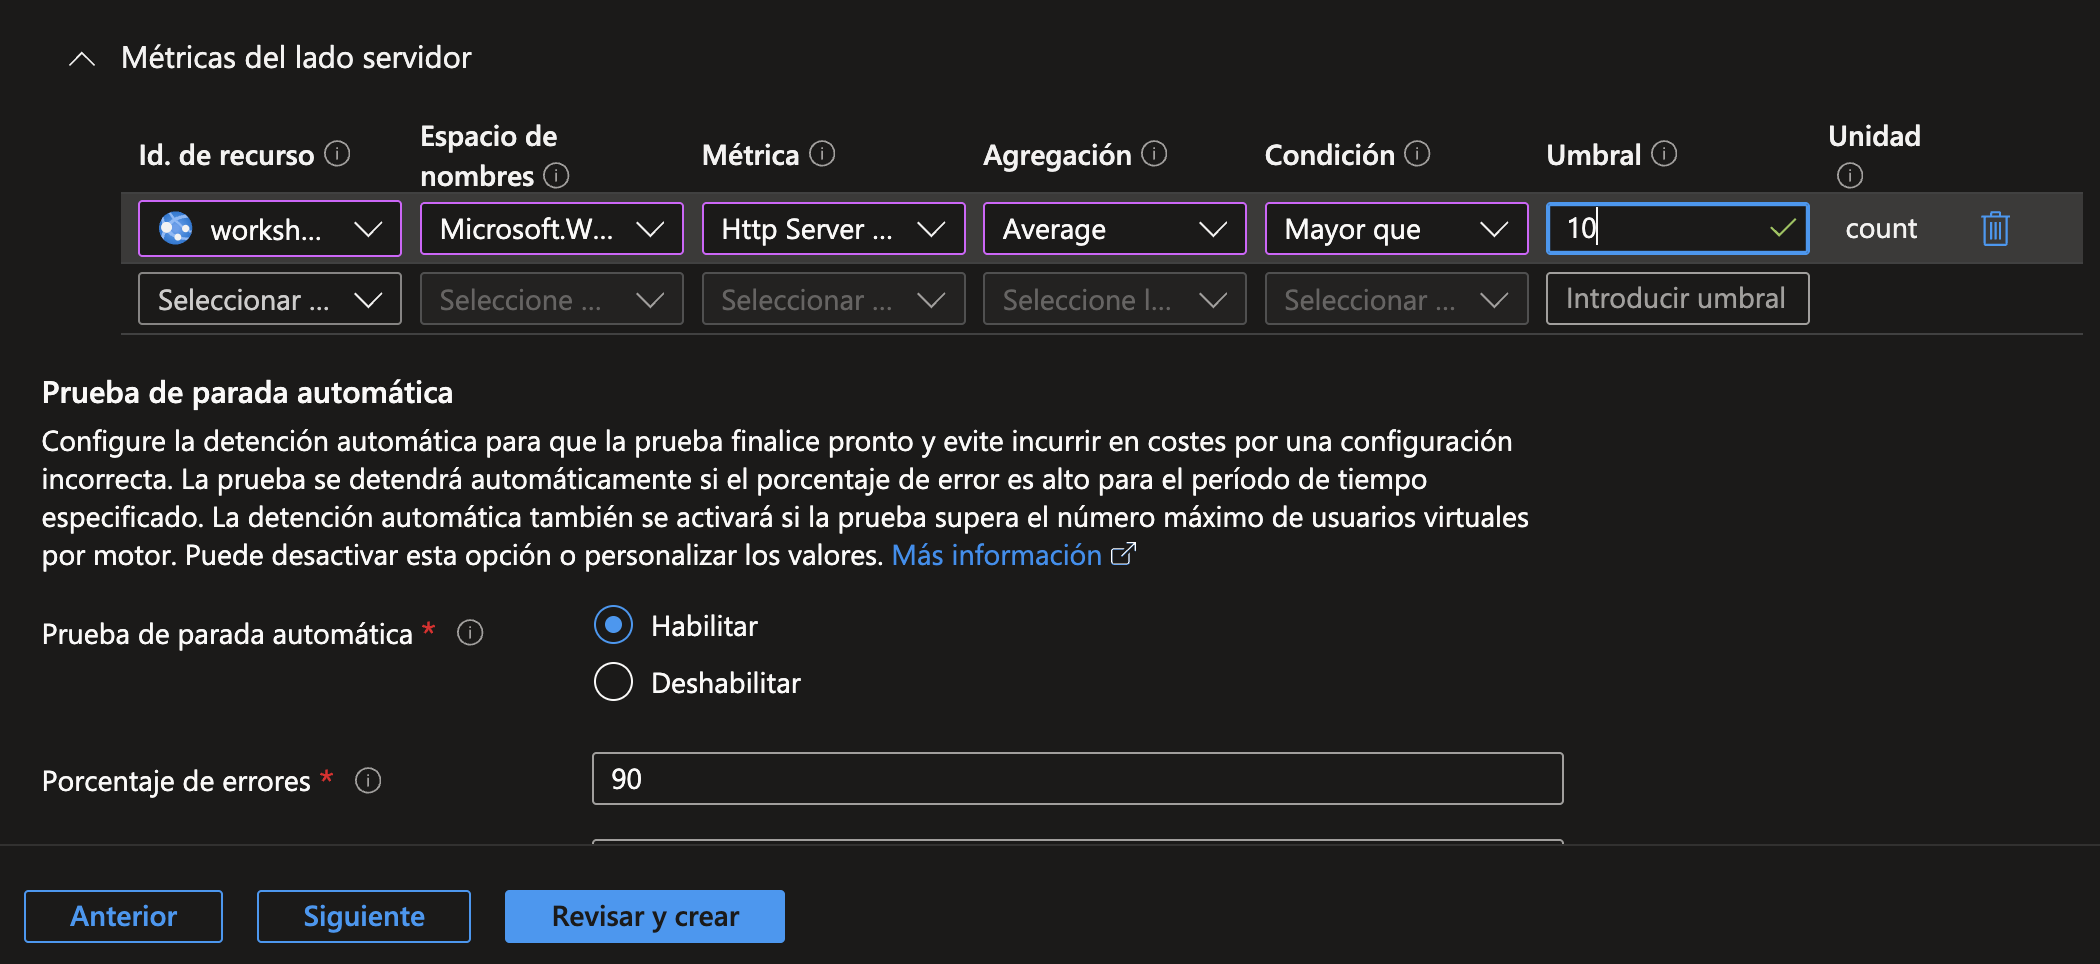 Métricas del lado servidor
Id. de recurso
Espacio de nombres
Métrica
Agregación
Condición
Umbral
Unidad
worksh...
Microsoft.W...
Http Server ...
Average
Mayor que
10
count
Seleccionar ...
Seleccione ...
Seleccionar ...
Seleccione l...
Seleccionar ...
Introducir umbral
Prueba de parada automática
Configure la detención automática para que la prueba finalice pronto y evite incurrir en costes por una configuración
incorrecta. La prueba se detendrá automáticamente si el porcentaje de error es alto para el período de tiempo
especificado. La detención automática también se activará si la prueba supera el número máximo de usuarios virtuales
por motor. Puede desactivar esta opción o personalizar los valores. Más información
Prueba de parada automática *
Habilitar
Deshabilitar
Porcentaje de errores *
90
Anterior
Siguiente
Revisar y crear